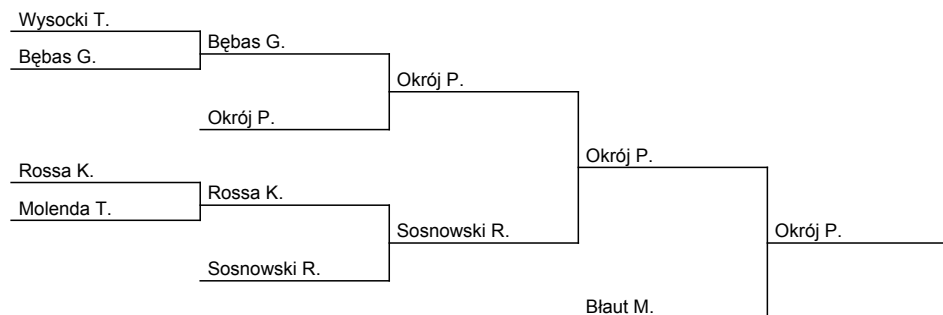 Wysocki T.
Bębas G.
Bębas G.
Okrój P.
Okrój P.
Okrój P.
Rossa K.
Rossa K.
Molenda T.
Sosnowski R.
Okrój P.
Sosnowski R.
Błaut M.